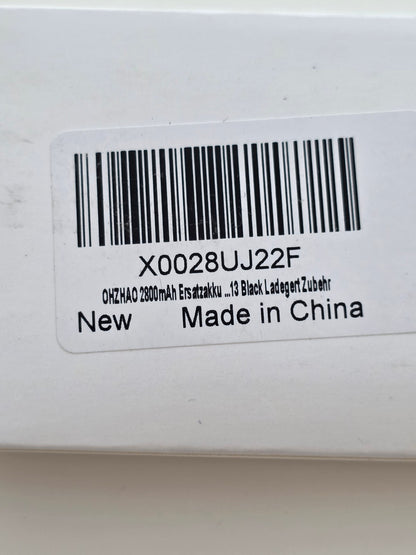 X0028UJ22F
OHZHAO 2800mAh Ersatzakku ...13 Black Ladegert Zubehr
New Made in China